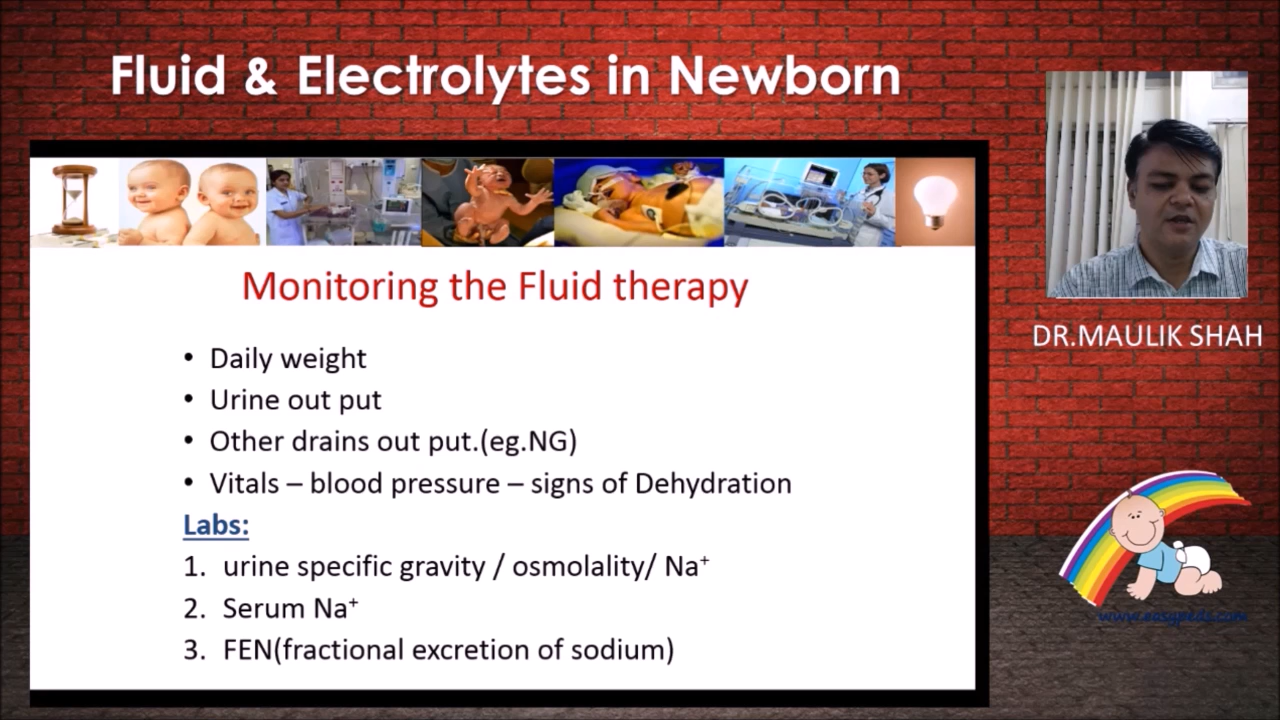 Fluid & Electrolytes in Newborn
Monitoring the Fluid therapy
• Daily weight
• Urine out put
• Other drains out put.(eg.NG)
• Vitals – blood pressure – signs of Dehydration
Labs:
1. urine specific gravity / osmolality/ Na⁺
2. Serum Na⁺
3. FEN(fractional excretion of sodium)
DR.MAULIK SHAH
www.easypeds.com